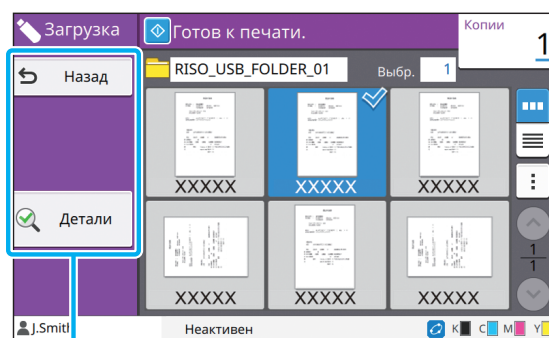 Загрузка
Готов к печати.
Копии
1
Назад
RISO_USB_FOLDER_01
Выбр. 1
XXXXX XXXXX XXXXX
Детали
1
1
XXXXX XXXXX XXXXX
J.Smith
Неактивен
K C M Y